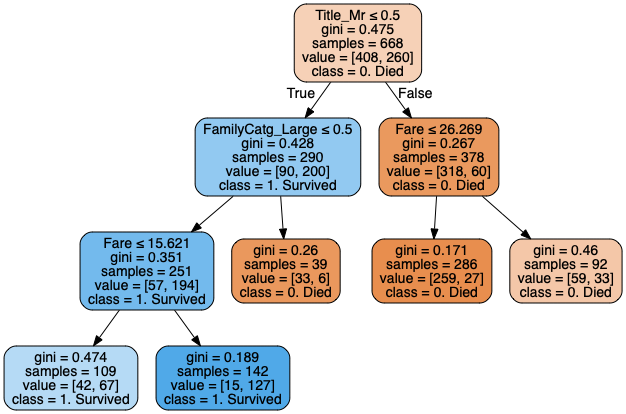 Title_Mr ≤ 0.5
gini = 0.475
samples = 668
value = [408, 260]
class = 0. Died
True
False
FamilyCatg_Large ≤ 0.5
gini = 0.428
samples = 290
value = [90, 200]
class = 1. Survived
Fare ≤ 26.269
gini = 0.267
samples = 378
value = [318, 60]
class = 0. Died
Fare ≤ 15.621
gini = 0.351
samples = 251
value = [57, 194]
class = 1. Survived
gini = 0.26
samples = 39
value = [33, 6]
class = 0. Died
gini = 0.171
samples = 286
value = [259, 27]
class = 0. Died
gini = 0.46
samples = 92
value = [59, 33]
class = 0. Died
gini = 0.474
samples = 109
value = [42, 67]
class = 1. Survived
gini = 0.189
samples = 142
value = [15, 127]
class = 1. Survived